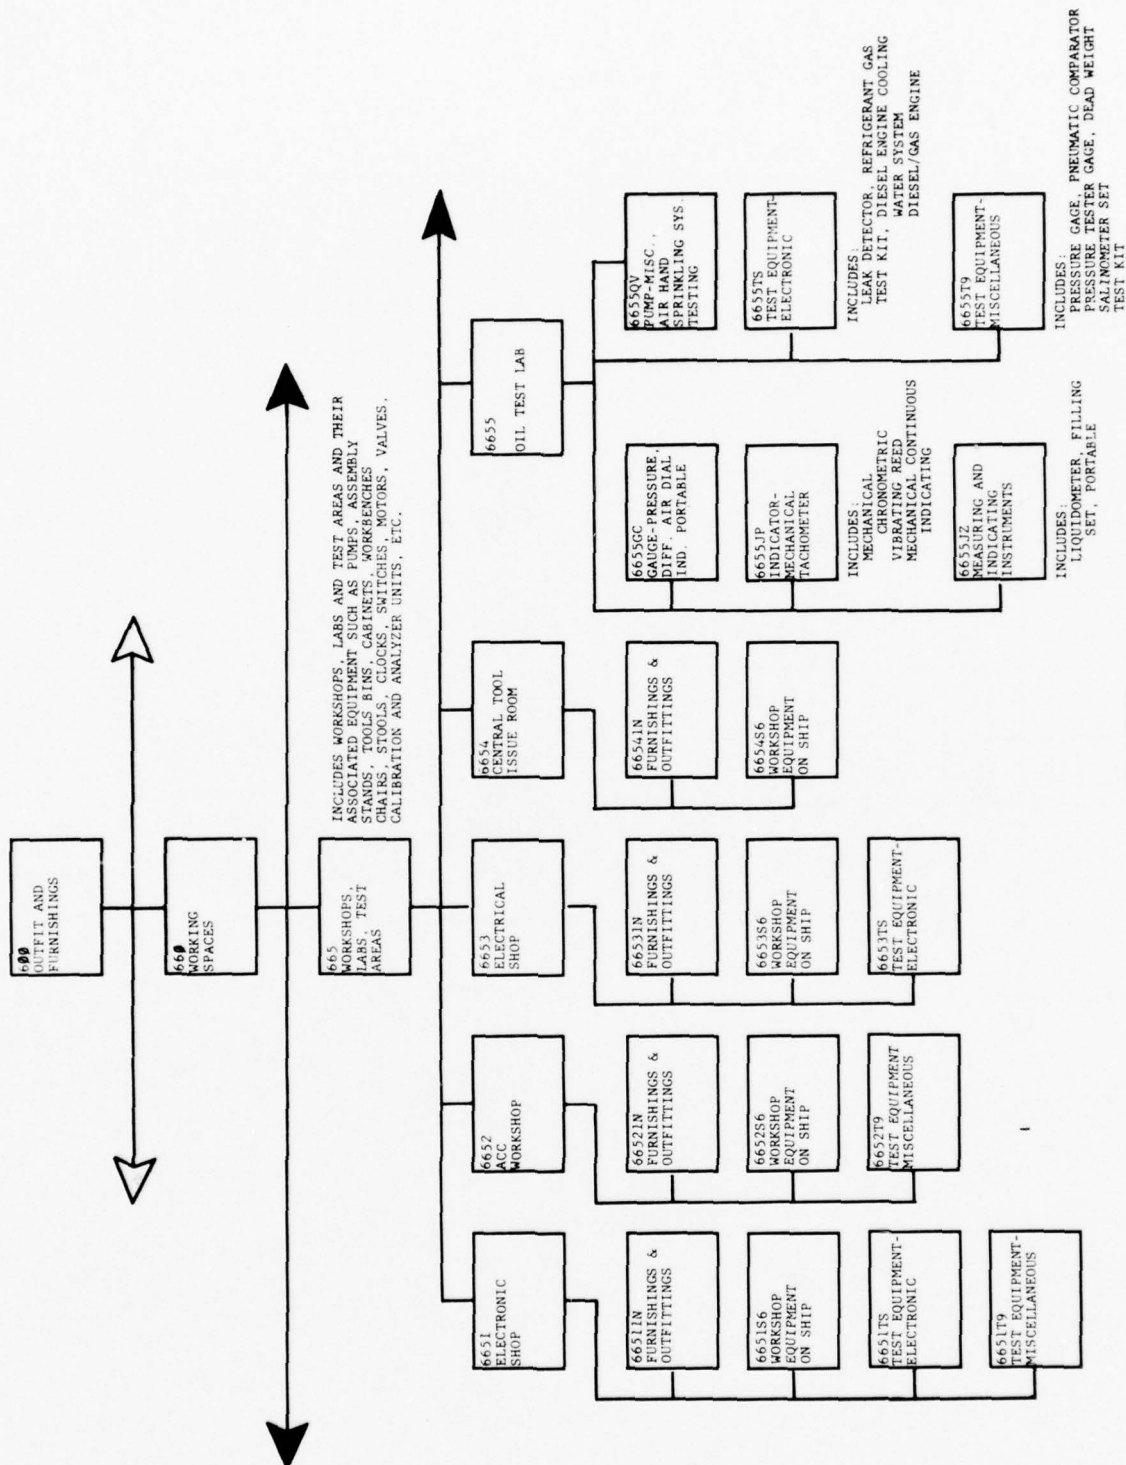 600
OUTFIT AND
FURNISHINGS
660
WORKING
SPACES
665
WORKSHOPS,
LABS, TEST
AREAS
INCLUDES WORKSHOPS, LABS AND TEST AREAS AND THEIR
ASSOCIATED EQUIPMENT SUCH AS PUMPS, ASSEMBLY
STANDS, TOOLS BINS, CABINETS, WORKBENCHES
CHAIRS, STOOLS, CLOCKS, SWITCHES, MOTORS, VALVES,
CALIBRATION AND ANALYZER UNITS, ETC.
6651
ELECTRONIC
SHOP
66511N
FURNISHINGS &
OUTFITTINGS
6651S6
WORKSHOP
EQUIPMENT
ON SHIP
6651TS
TEST EQUIPMENT-
ELECTRONIC
6651T9
TEST EQUIPMENT-
MISCELLANEOUS
6652
ACC
WORKSHOP
66521N
FURNISHINGS &
OUTFITTINGS
6652S6
WORKSHOP
EQUIPMENT
ON SHIP
6652T9
TEST EQUIPMENT
MISCELLANEOUS
6653
ELECTRICAL
SHOP
66531N
FURNISHINGS &
OUTFITTINGS
6653S6
WORKSHOP
EQUIPMENT
ON SHIP
6653TS
TEST EQUIPMENT-
ELECTRONIC
6654
CENTRAL TOOL
ISSUE ROOM
66541N
FURNISHINGS &
OUTFITTINGS
6654S6
WORKSHOP
EQUIPMENT
ON SHIP
6655
OIL TEST LAB
6655GC
GAUGE-PRESSURE,
DIFF. AIR DIAL
IND. PORTABLE
6655JP
INDICATOR-
MECHANICAL
TACHOMETER
INCLUDES:
MECHANICAL
CHRONOMETRIC
VIBRATING REED
MECHANICAL CONTINUOUS
INDICATING
6655JZ
MEASURING AND
INDICATING
INSTRUMENTS
INCLUDES:
LIQUIDOMETER, FILLING
SET, PORTABLE
6655QV
PUMP-MISC.,
AIR HAND
SPRINKLING SYS.
TESTING
6655TS
TEST EQUIPMENT-
ELECTRONIC
INCLUDES:
LEAK DETECTOR, REFRIGERANT GAS
TEST KIT, DIESEL ENGINE COOLING
WATER SYSTEM
DIESEL/GAS ENGINE
6655T9
TEST EQUIPMENT-
MISCELLANEOUS
INCLUDES:
PRESSURE GAGE, PNEUMATIC COMPARATOR
PRESSURE TESTER GAGE, DEAD WEIGHT
SALINOMETER SET
TEST KIT